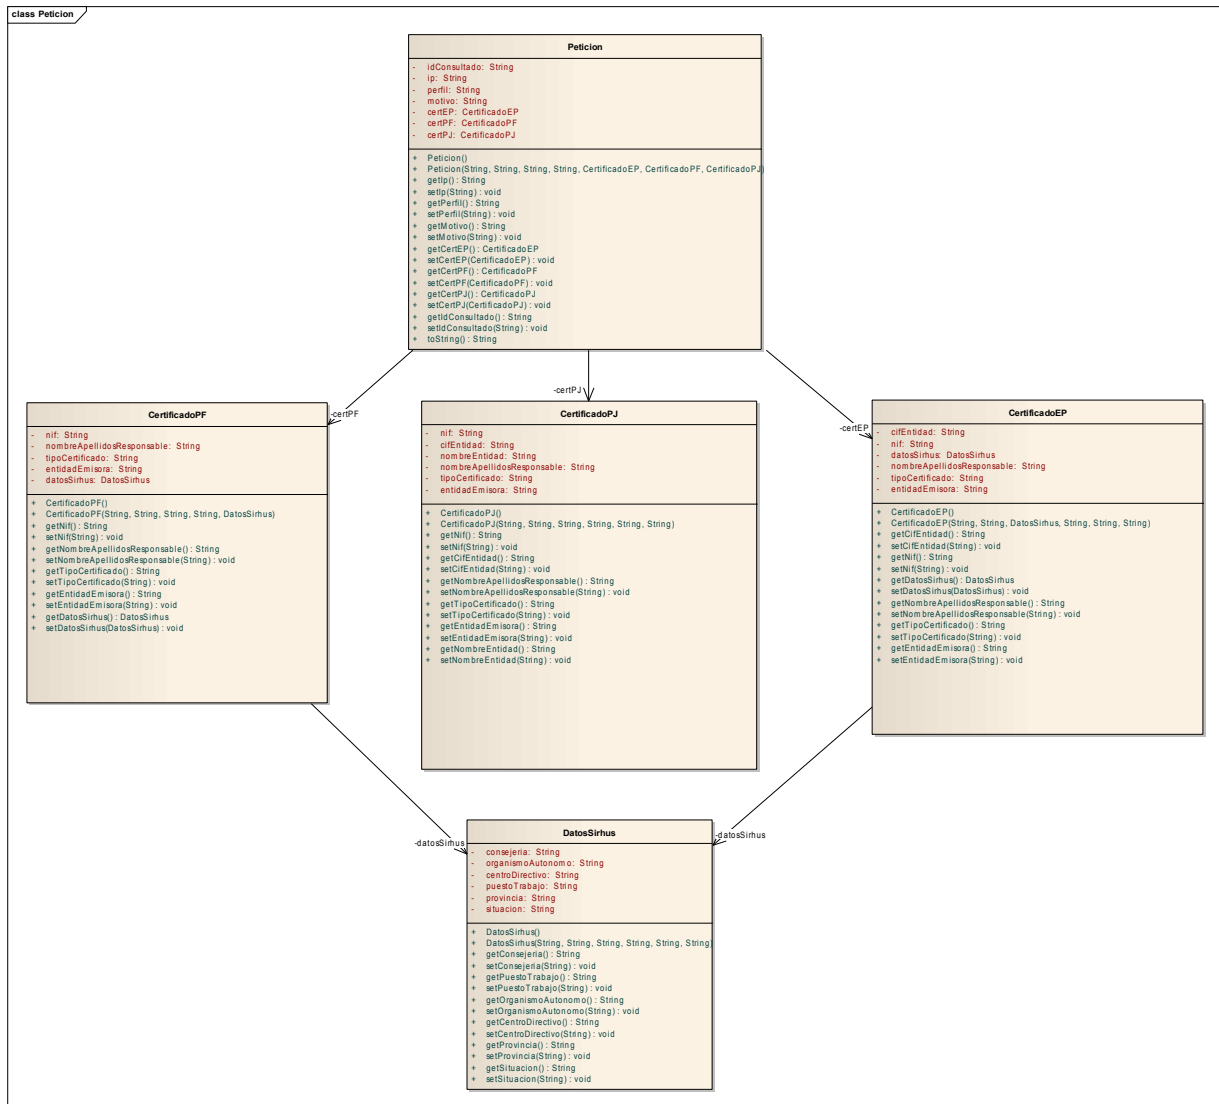 class Peticion
Peticion
- idConsultado: String
- ip: String
- perfil: String
- motivo: String
- certEP: CertificadoEP
- certPF: CertificadoPF
- certPJ: CertificadoPJ
+ Peticion()
+ Peticion(String, String, String, String, CertificadoEP, CertificadoPF, CertificadoPJ)
+ getIp() : String
+ setIp(String) : void
+ getPerfil() : String
+ setPerfil(String) : void
+ getMotivo() : String
+ setMotivo(String) : void
+ getCertEP() : CertificadoEP
+ setCertEP(CertificadoEP) : void
+ getCertPF() : CertificadoPF
+ setCertPF(CertificadoPF) : void
+ getCertPJ() : CertificadoPJ
+ setCertPJ(CertificadoPJ) : void
+ getIdConsultado() : String
+ setIdConsultado(String) : void
+ toString() : String
-certPF
-certPJ
-certEP
CertificadoPF
- nif: String
- nombreApellidosResponsable: String
- tipoCertificado: String
- entidadEmisora: String
- datosSirhus: DatosSirhus
+ CertificadoPF()
+ CertificadoPF(String, String, String, String, DatosSirhus)
+ getNif() : String
+ setNif(String) : void
+ getNombreApellidosResponsable() : String
+ setNombreApellidosResponsable(String) : void
+ getTipoCertificado() : String
+ setTipoCertificado(String) : void
+ getEntidadEmisora() : String
+ setEntidadEmisora(String) : void
+ getDatosSirhus() : DatosSirhus
+ setDatosSirhus(DatosSirhus) : void
CertificadoPJ
- nif: String
- cifEntidad: String
- nombreEntidad: String
- nombreApellidosResponsable: String
- tipoCertificado: String
- entidadEmisora: String
+ CertificadoPJ()
+ CertificadoPJ(String, String, String, String, String, String)
+ getNif() : String
+ setNif(String) : void
+ getCifEntidad() : String
+ setCifEntidad(String) : void
+ getNombreApellidosResponsable() : String
+ setNombreApellidosResponsable(String) : void
+ getTipoCertificado() : String
+ setTipoCertificado(String) : void
+ getEntidadEmisora() : String
+ setEntidadEmisora(String) : void
+ getNombreEntidad() : String
+ setNombreEntidad(String) : void
CertificadoEP
- cifEntidad: String
- nif: String
- datosSirhus: DatosSirhus
- nombreApellidosResponsable: String
- tipoCertificado: String
- entidadEmisora: String
+ CertificadoEP()
+ CertificadoEP(String, String, DatosSirhus, String, String, String)
+ getCifEntidad() : String
+ setCifEntidad(String) : void
+ getNif() : String
+ setNif(String) : void
+ getDatosSirhus() : DatosSirhus
+ setDatosSirhus(DatosSirhus) : void
+ getNombreApellidosResponsable() : String
+ setNombreApellidosResponsable(String) : void
+ getTipoCertificado() : String
+ setTipoCertificado(String) : void
+ getEntidadEmisora() : String
+ setEntidadEmisora(String) : void
-datosSirhus
-datosSirhus
DatosSirhus
- consejeria: String
- organismoAutonomo: String
- centroDirectivo: String
- puestoTrabajo: String
- provincia: String
- situacion: String
+ DatosSirhus()
+ DatosSirhus(String, String, String, String, String, String)
+ getConsejeria() : String
+ setConsejeria(String) : void
+ getPuestoTrabajo() : String
+ setPuestoTrabajo(String) : void
+ getOrganismoAutonomo() : String
+ setOrganismoAutonomo(String) : void
+ getCentroDirectivo() : String
+ setCentroDirectivo(String) : void
+ getProvincia() : String
+ setProvincia(String) : void
+ getSituacion() : String
+ setSituacion(String) : void